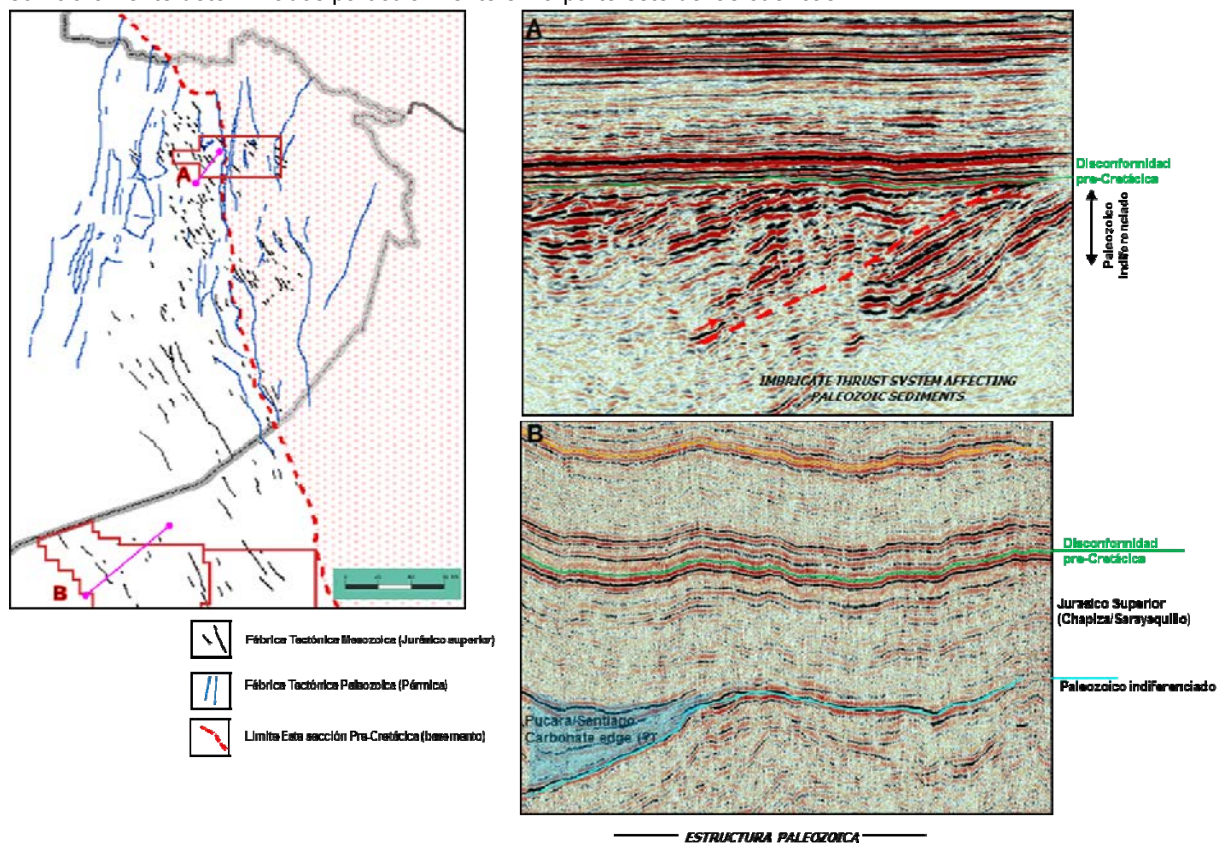 A
B
Fábrica Tectónica Mesozoica (Jurásico superior)
Fábrica Tectónica Paleozoica (Pérmica)
Límite Este sección Pre-Cretácica (basamento)
A
Disconformidad
pre-Cretácica
Paleozoico
Indiferenciado
IMBRICATE THRUST SYSTEM AFFECTING
PALEOZOIC SEDIMENTS
B
Disconformidad
pre-Cretácica
Jurasico Superior
(Chapiza/Sarayaquillo)
Paleozoico indiferenciado
Pucara/Santiago
Carbonate edge (?)
ESTRUCTURA PALEOZOICA